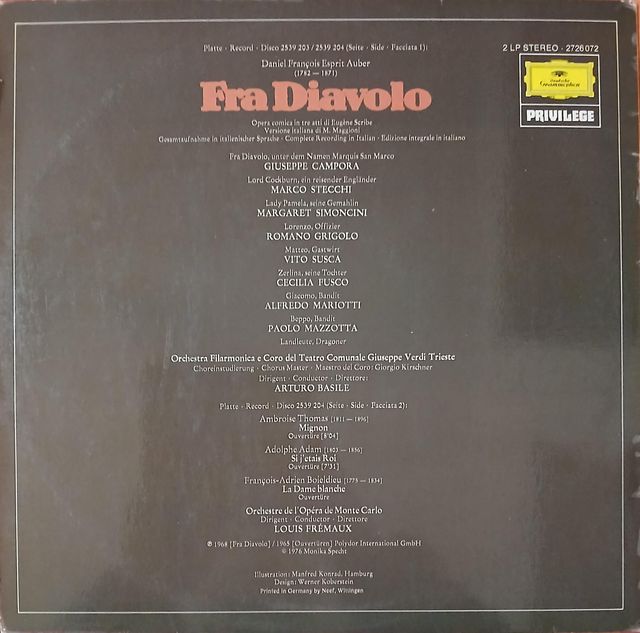 Platte · Record · Disco 2539 203 / 2539 204 (Seite · Side · Facciata 1):
2 LP STEREO · 2726 072
Daniel François Esprit Auber
(1782 — 1871)
Deutsche
Grammophon
PRIVILEGE
Fra Diavolo
Opera comica in tre atti di Eugène Scribe
Versione italiana di M. Maggioni
Gesamtaufnahme in italienischer Sprache · Complete Recording in Italian · Edizione integrale in italiano
Fra Diavolo, unter dem Namen Marquis San Marco
GIUSEPPE CAMPORA
Lord Cockburn, ein reisender Engländer
MARCO STECCHI
Lady Pamela, seine Gemahlin
MARGARET SIMONCINI
Lorenzo, Offizier
ROMANO GRIGOLO
Matteo, Gastwirt
VITO SUSCA
Zerlina, seine Tochter
CECILIA FUSCO
Giacomo, Bandit
ALFREDO MARIOTTI
Beppo, Bandit
PAOLO MAZZOTTA
Landleute, Dragoner
Orchestra Filarmonica e Coro del Teatro Comunale Giuseppe Verdi Trieste
Choreinstudierung · Chorus Master · Maestro del Coro: Giorgio Kirschner
Dirigent · Conductor · Direttore:
ARTURO BASILE
Platte · Record · Disco 2539 204 (Seite · Side · Facciata 2):
Ambroise Thomas [1811 — 1896]
Mignon
Ouvertüre [8'04]
Adolphe Adam [1803 — 1856]
Si j'etais Roi
Ouvertüre [7'31]
François-Adrien Boieldieu [1775 — 1834]
La Dame blanche
Ouvertüre
Orchestre de l'Opéra de Monte Carlo
Dirigent · Conductor · Direttore
LOUIS FRÉMAUX
℗ 1968 [Fra Diavolo] / 1965 [Ouvertüren] Polydor International GmbH
© 1976 Monika Specht
Illustration: Manfred Konrad, Hamburg
Design: Werner Koberstein
Printed in Germany by Neef, Wittingen